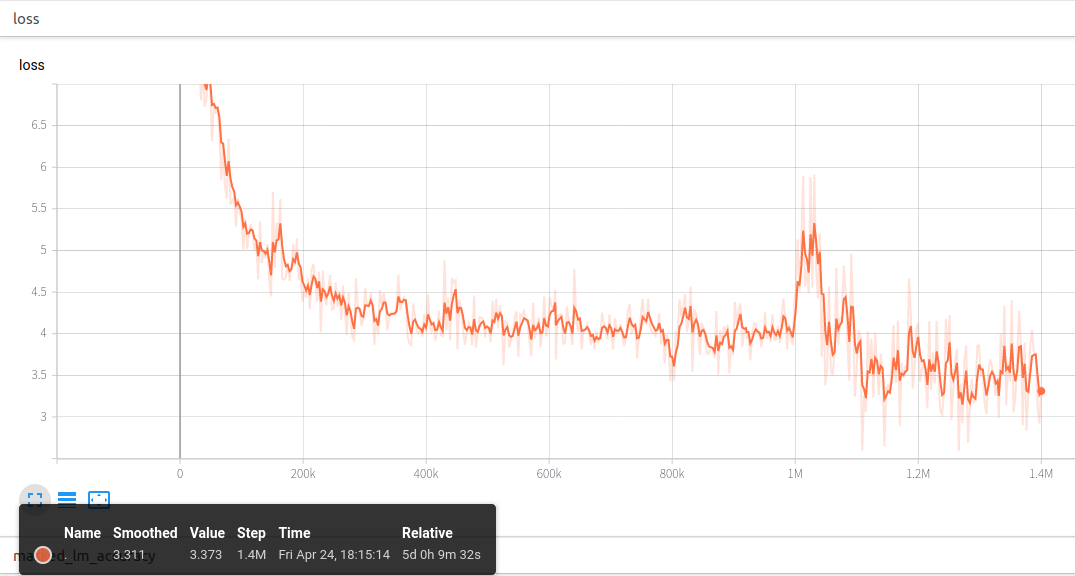 loss
loss
6.5
6
5.5
5
4.5
4
3.5
3
0 200k 400k 600k 800k 1M 1.2M 1.4M
Name Smoothed Value Step Time Relative
. 3.311 3.373 1.4M Fri Apr 24, 18:15:14 5d 0h 9m 32s
masked_lm_accuracy